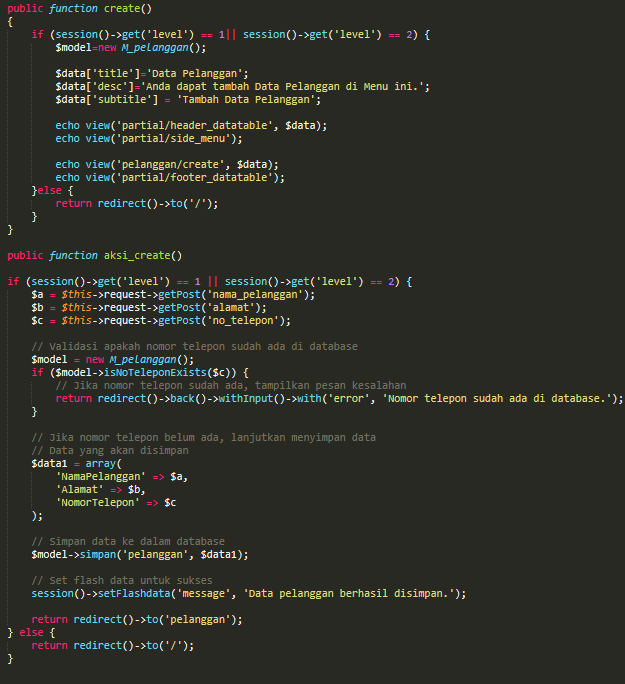 public function create()
{
    if (session()->get('level') == 1|| session()->get('level') == 2) {
        $model=new M_pelanggan();

        $data['title']='Data Pelanggan';
        $data['desc']='Anda dapat tambah Data Pelanggan di Menu ini.';
        $data['subtitle'] = 'Tambah Data Pelanggan';

        echo view('partial/header_datatable', $data);
        echo view('partial/side_menu');

        echo view('pelanggan/create', $data);
        echo view('partial/footer_datatable');
    }else {
        return redirect()->to('/');
    }
}

public function aksi_create()

if (session()->get('level') == 1 || session()->get('level') == 2) {
    $a = $this->request->getPost('nama_pelanggan');
    $b = $this->request->getPost('alamat');
    $c = $this->request->getPost('no_telepon');

    // Validasi apakah nomor telepon sudah ada di database
    $model = new M_pelanggan();
    if ($model->isNoTeleponExists($c)) {
        // Jika nomor telepon sudah ada, tampilkan pesan kesalahan
        return redirect()->back()->withInput()->with('error', 'Nomor telepon sudah ada di database.');
    }

    // Jika nomor telepon belum ada, lanjutkan menyimpan data
    // Data yang akan disimpan
    $data1 = array(
        'NamaPelanggan' => $a,
        'Alamat' => $b,
        'NomorTelepon' => $c
    );

    // Simpan data ke dalam database
    $model->simpan('pelanggan', $data1);

    // Set flash data untuk sukses
    session()->setFlashdata('message', 'Data pelanggan berhasil disimpan.');

    return redirect()->to('pelanggan');
} else {
    return redirect()->to('/');
}